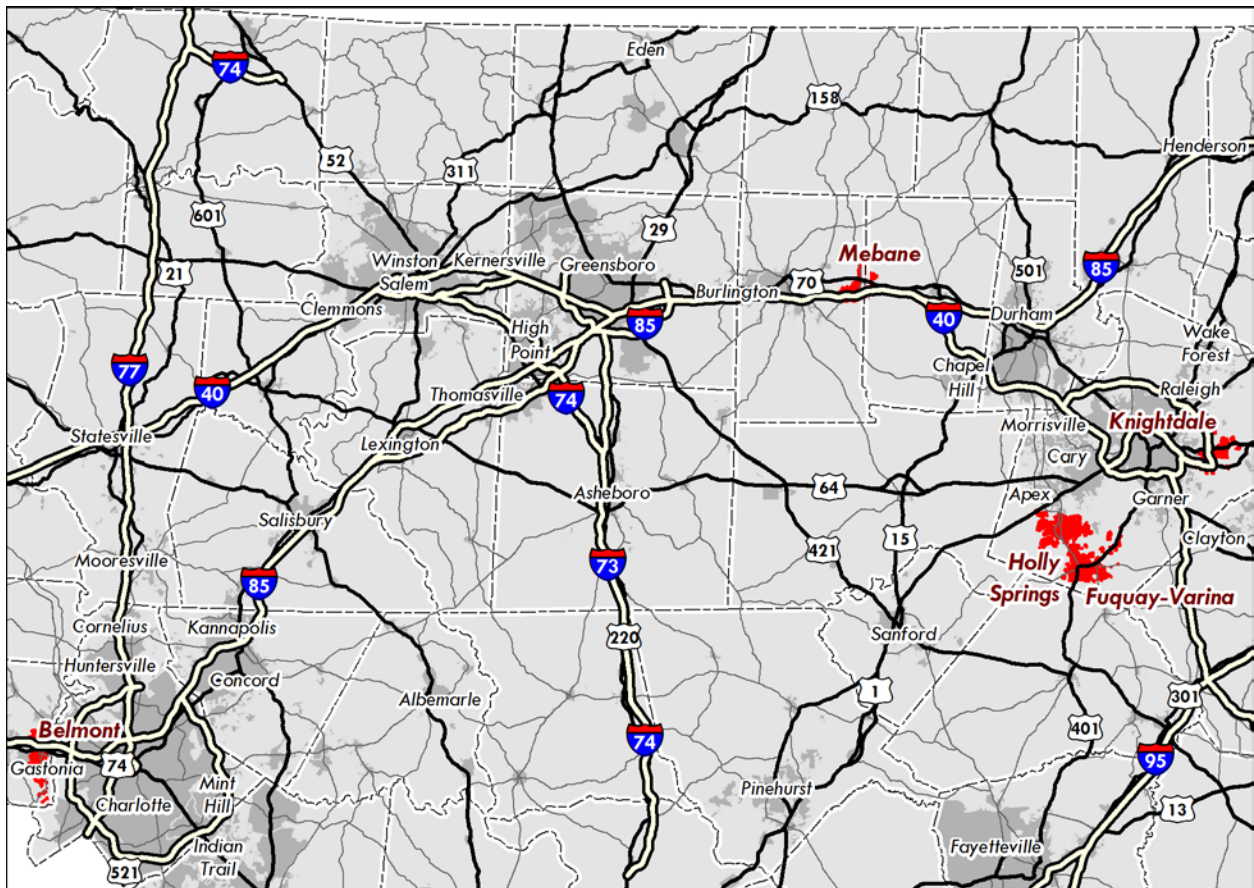 Eden
74
158
52
311
Henderson
601
29
Mebane
Winston
Salem
Kernersville
Greensboro
21
70
501
85
Burlington
Clemmons
High
Point
85
40
Durham
Wake
Forest
77
40
Thomasville
74
Chapel
Hill
Raleigh
Statesville
Lexington
Morrisville
Knightdale
Cary
64
Asheboro
Apex
Garner
Salisbury
421
15
Clayton
Mooresville
85
73
Holly
Springs
Fuquay-Varina
Cornelius
Kannapolis
220
Sanford
Huntersville
Concord
Albemarle
1
301
Belmont
74
401
Gastonia
74
95
Charlotte
Mint
Hill
Pinehurst
13
Indian
Trail
Fayetteville
521